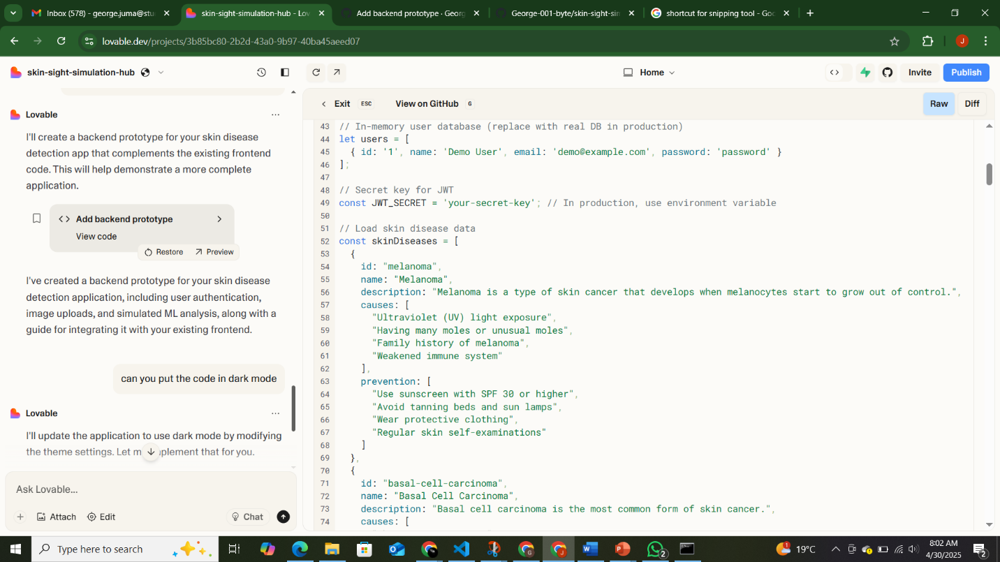 Inbox (578) - george.juma@stu
skin-sight-simulation-hub - Lov
Add backend prototype · Georg
George-001-byte/skin-sight-sin
shortcut for snipping tool - Goo
lovable.dev/projects/3b85bc80-2b2d-43a0-9b97-40ba45aeed07
J
skin-sight-simulation-hub
Home
Invite
Publish
Lovable
I'll create a backend prototype for your skin disease
detection app that complements the existing frontend
code. This will help demonstrate a more complete
application.
Add backend prototype
View code
Restore
Preview
I've created a backend prototype for your skin disease
detection application, including user authentication,
image uploads, and simulated ML analysis, along with a
guide for integrating it with your existing frontend.
can you put the code in dark mode
Lovable
I'll update the application to use dark mode by modifying
the theme settings. Let m plement that for you.
Ask Lovable...
Attach
Edit
Chat
Exit ESC
View on GitHub G
Raw
Diff
43 // In-memory user database (replace with real DB in production)
44 let users = [
45 { id: '1', name: 'Demo User', email: 'demo@example.com', password: 'password' }
46 ];
47
48 // Secret key for JWT
49 const JWT_SECRET = 'your-secret-key'; // In production, use environment variable
50
51 // Load skin disease data
52 const skinDiseases = [
53 {
54 id: "melanoma",
55 name: "Melanoma",
56 description: "Melanoma is a type of skin cancer that develops when melanocytes start to grow out of control.",
57 causes: [
58 "Ultraviolet (UV) light exposure",
59 "Having many moles or unusual moles",
60 "Family history of melanoma",
61 "Weakened immune system"
62 ],
63 prevention: [
64 "Use sunscreen with SPF 30 or higher",
65 "Avoid tanning beds and sun lamps",
66 "Wear protective clothing",
67 "Regular skin self-examinations"
68 ]
69 },
70 {
71 id: "basal-cell-carcinoma",
72 name: "Basal Cell Carcinoma",
73 description: "Basal cell carcinoma is the most common form of skin cancer.",
74 causes: [
Type here to search
19°C
8:02 AM
4/30/2025